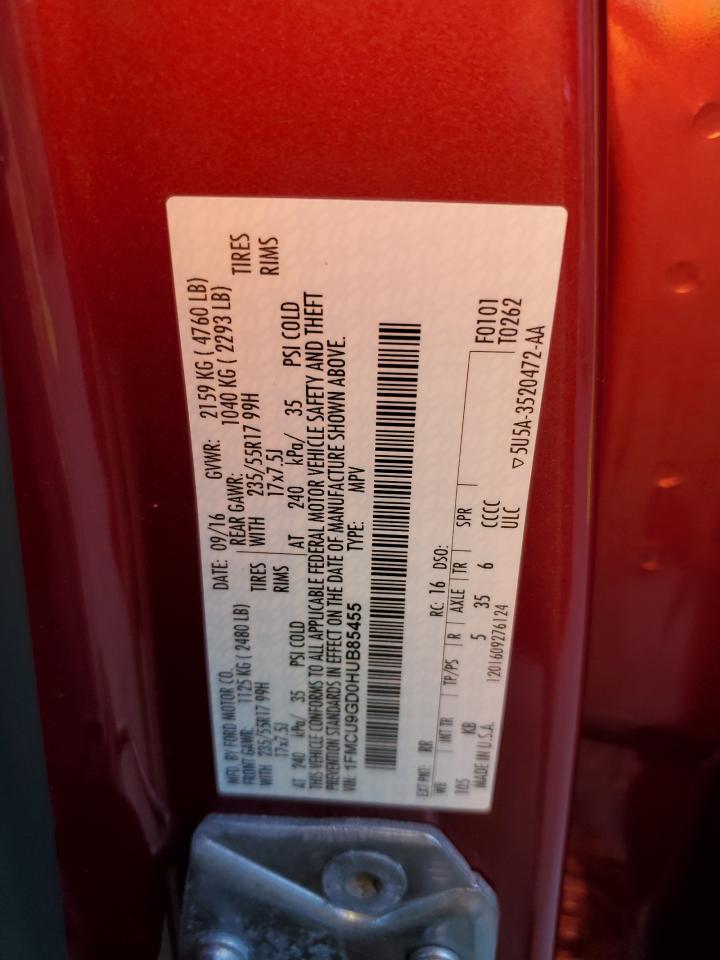 MFD. BY FORD MOTOR CO. DATE: 09/16 GVWR: 2159 KG ( 4760 LB)
FRONT GAWR: 1125 KG ( 2480 LB) REAR GAWR: 1040 KG ( 2293 LB)
WITH 235/55R17 99H TIRES WITH 235/55R17 99H TIRES
17x7.5J RIMS 17x7.5J RIMS
AT 240 kPa/ 35 PSI COLD AT 240 kPa/ 35 PSI COLD
THIS VEHICLE CONFORMS TO ALL APPLICABLE FEDERAL MOTOR VEHICLE SAFETY AND THEFT
PREVENTION STANDARDS IN EFFECT ON THE DATE OF MANUFACTURE SHOWN ABOVE.
VIN: 1FMCU9GD0HUB85455 TYPE: MPV
EXT PNT: RR RC: 16 DSO: F0101
WB INT TR TP/PS R AXLE TR SPR T0262
105 KB 5 35 6 CCCC
MADE IN U.S.A. 1201609276124 ULC ▽5U5A-3520472-AA